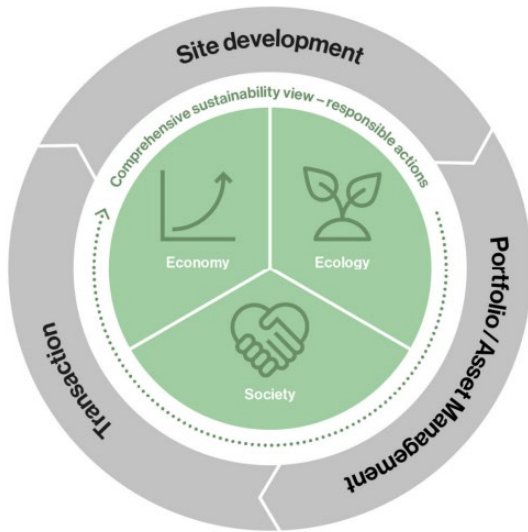 Site development
Comprehensive sustainability view – responsible actions
Economy
Ecology
Society
Portfolio / Asset Management
Transaction